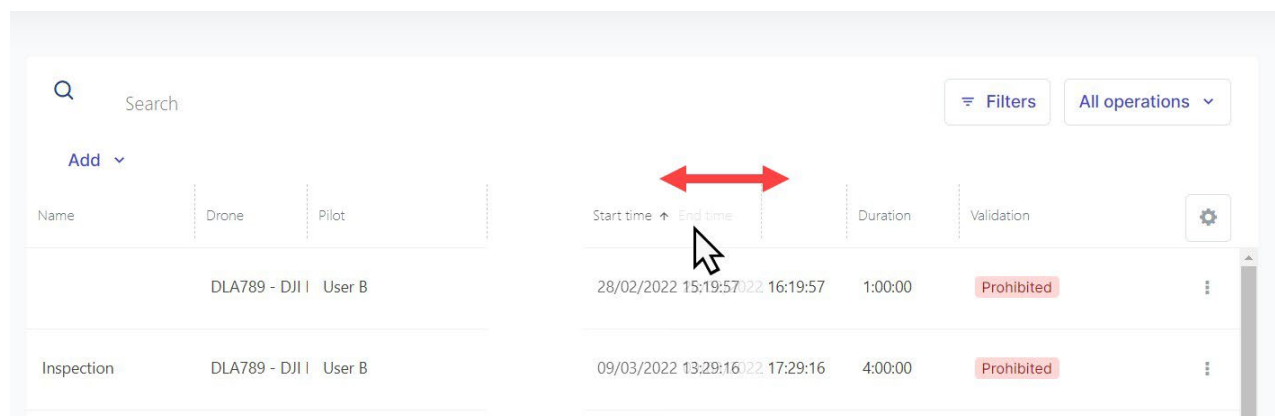 Search
Filters
All operations
Add
Name Drone Pilot Start time End time Duration Validation
DLA789 - DJI User B 28/02/2022 15:19:57 16:19:57 1:00:00 Prohibited
Inspection DLA789 - DJI User B 09/03/2022 13:29:16 17:29:16 4:00:00 Prohibited